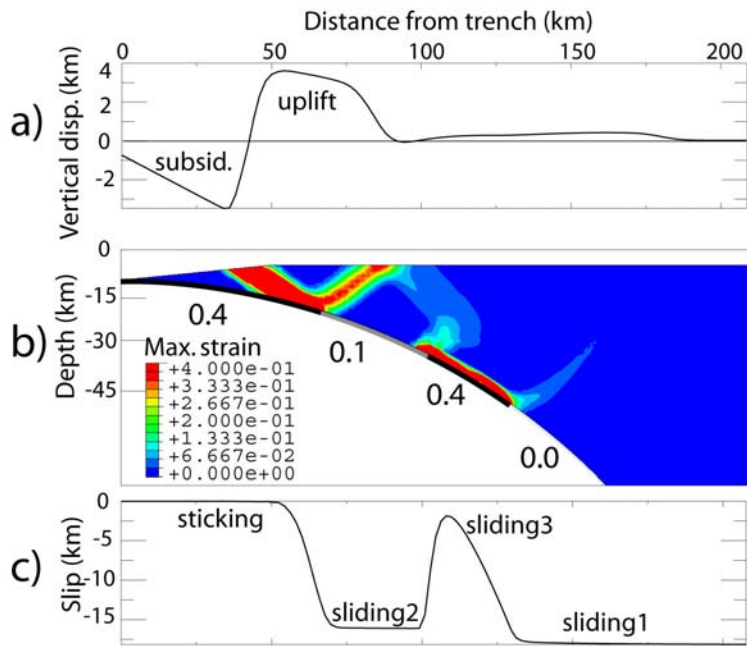 Distance from trench (km)
0 50 100 150 200
a)
Vertical disp. (km)
4
2
0
-2
uplift
subsid.
b)
Depth (km)
0
-15
-30
-45
0.4
0.1
0.4
0.0
Max. strain
+4.000e-01
+3.333e-01
+2.667e-01
+2.000e-01
+1.333e-01
+6.667e-02
+0.000e+00
c)
Slip (km)
0
-5
-10
-15
sticking
sliding2
sliding3
sliding1